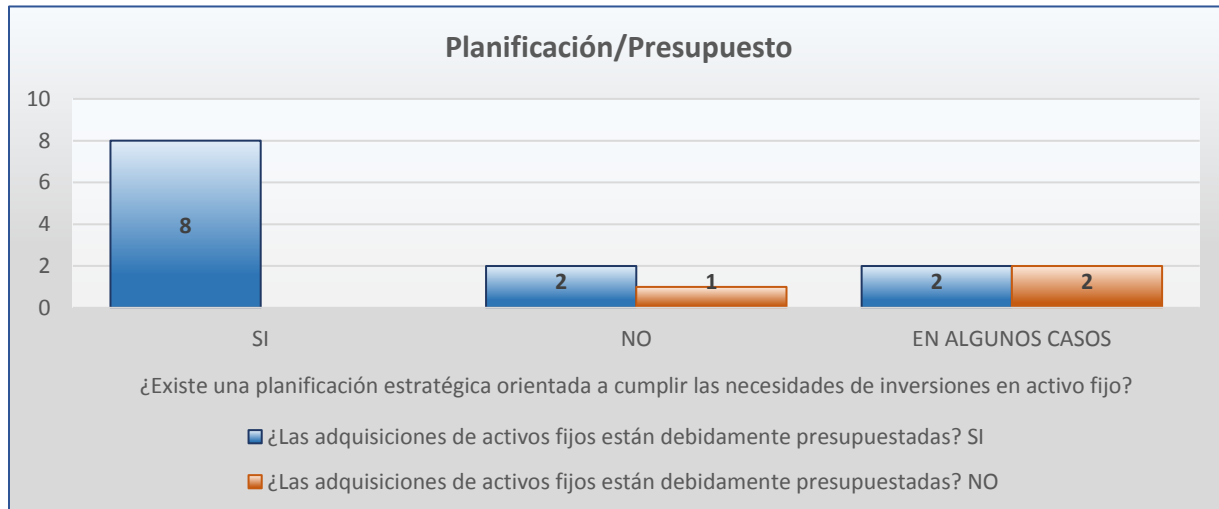 Planificación/Presupuesto
10
8
6
4
2
0
8
2
1
2
2
SI
NO
EN ALGUNOS CASOS
¿Existe una planificación estratégica orientada a cumplir las necesidades de inversiones en activo fijo?
¿Las adquisiciones de activos fijos están debidamente presupuestadas? SI
¿Las adquisiciones de activos fijos están debidamente presupuestadas? NO